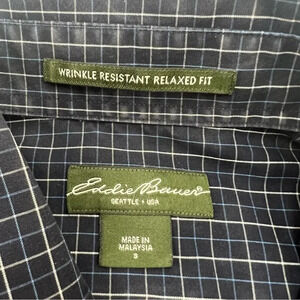 WRINKLE RESISTANT RELAXED FIT
Eddie Bauer®
SEATTLE • USA
MADE IN
MALAYSIA
S